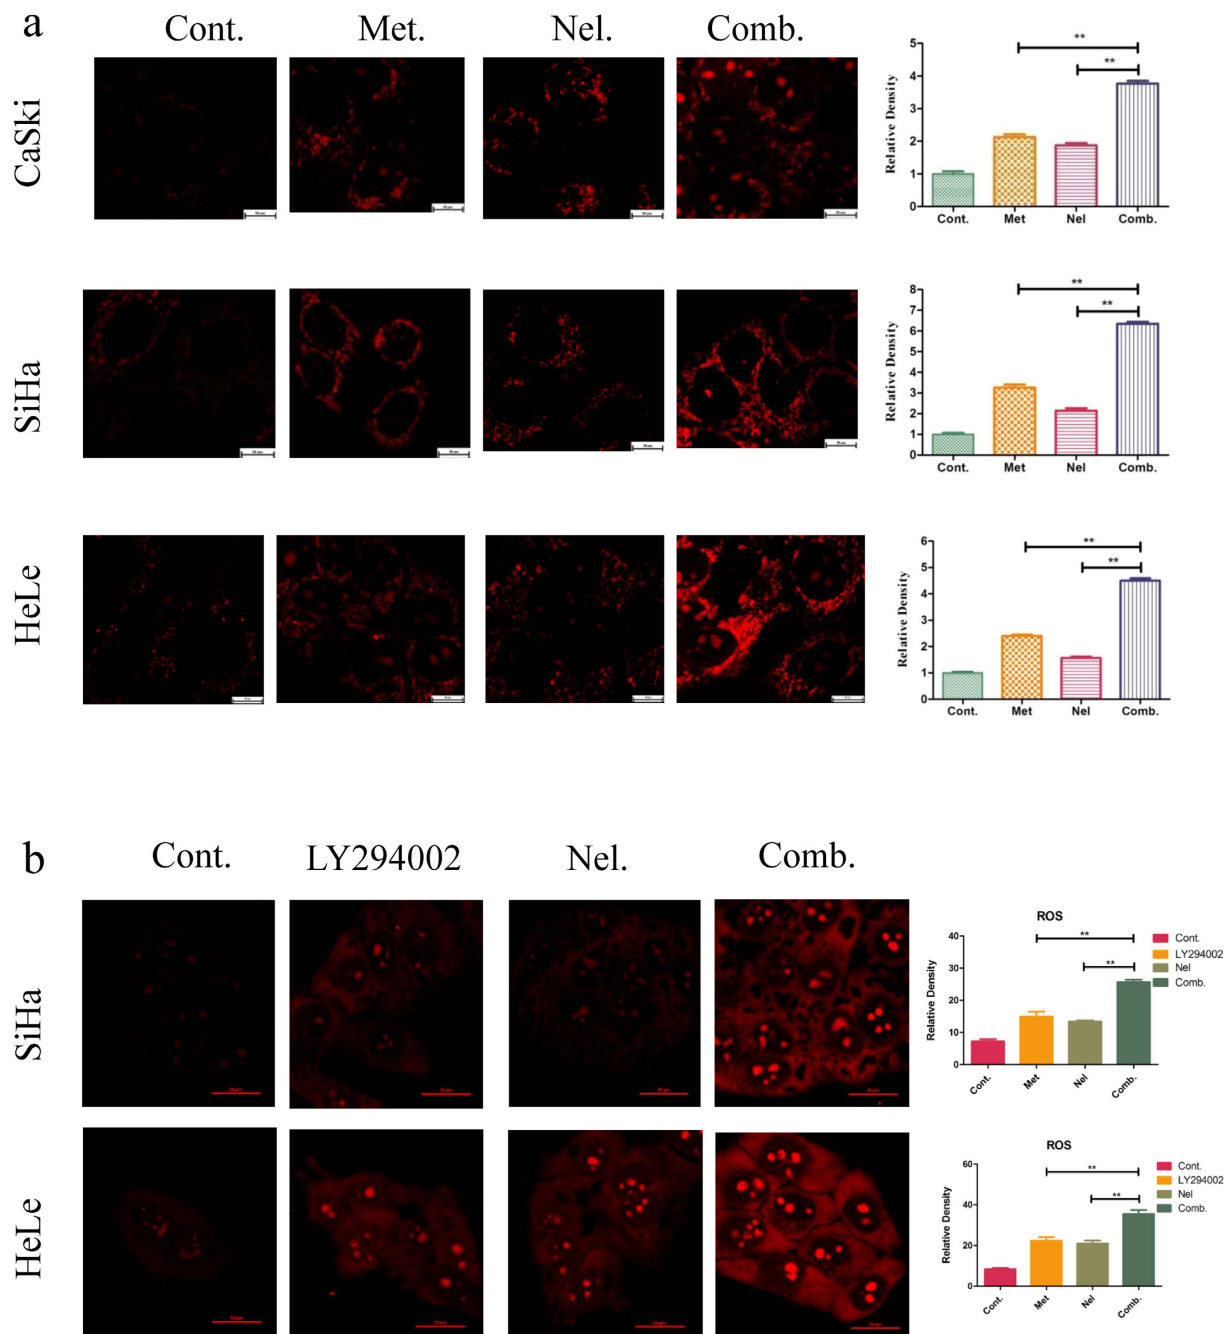 a
Cont. Met. Nel. Comb.
CaSki
Relative Density
5
4
3
2
1
0
**
**
Cont. Met Nel Comb.
SiHa
Relative Density
8
7
6
5
4
3
2
1
0
**
**
Cont. Met Nel Comb.
HeLe
Relative Density
6
5
4
3
2
1
0
**
**
Cont. Met Nel Comb.
b
Cont. LY294002 Nel. Comb.
SiHa
ROS
Relative Density
40
30
20
10
0
**
**
Cont.
LY294002
Nel
Comb.
Cont. Met Nel Comb.
HeLe
ROS
Relative Density
60
40
20
0
**
**
Cont.
LY294002
Nel
Comb.
Cont. Met Nel Comb.